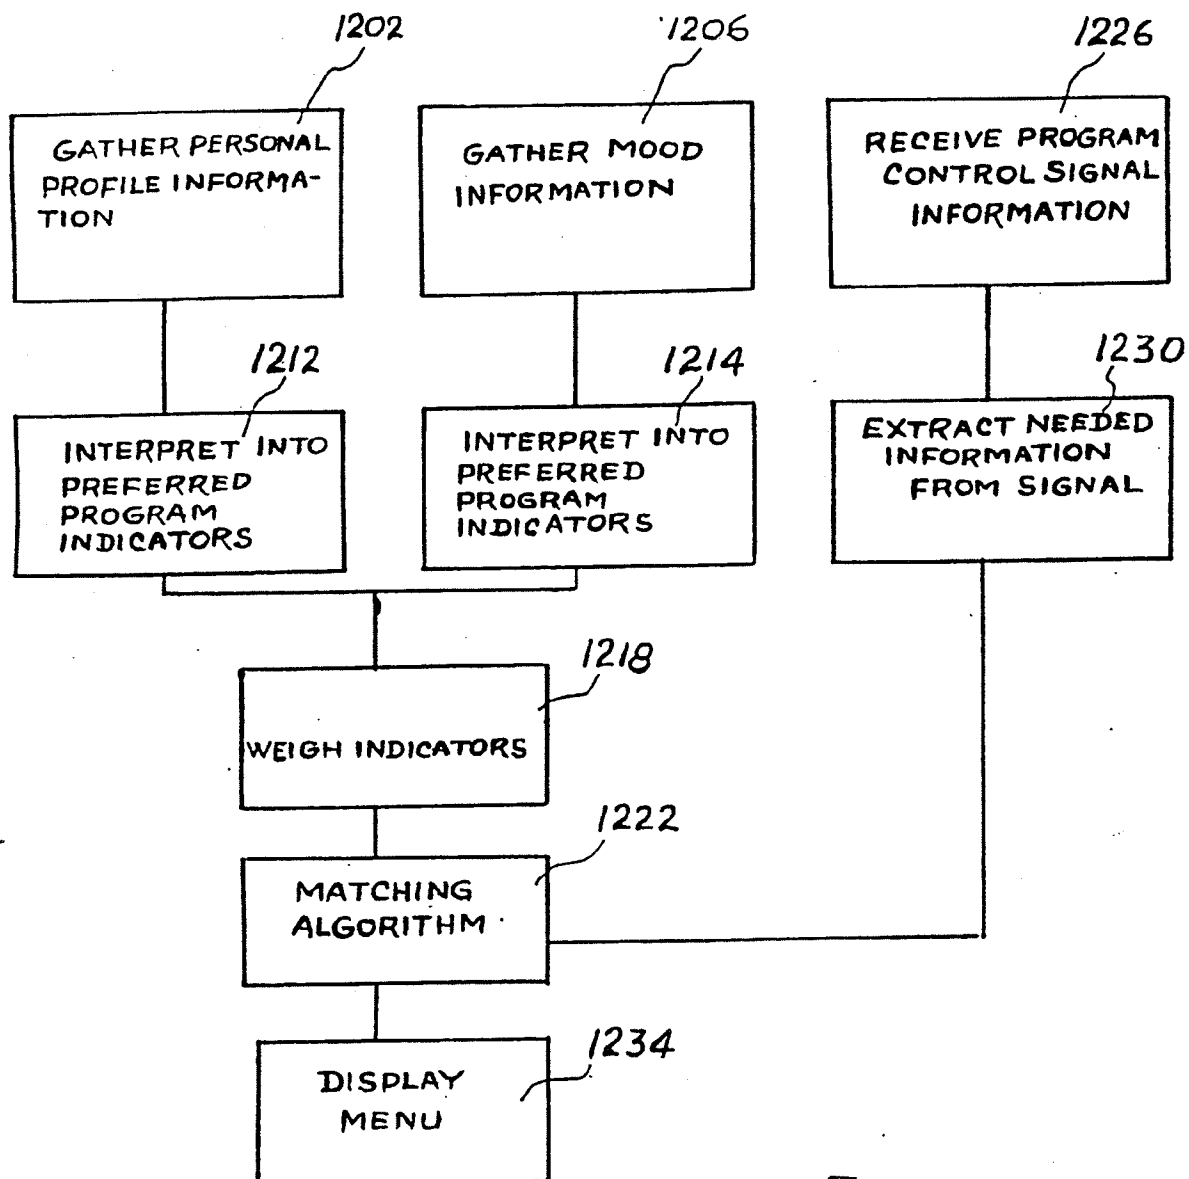 1202
GATHER PERSONAL
PROFILE INFORMA-
TION
1206
GATHER MOOD
INFORMATION
1226
RECEIVE PROGRAM
CONTROL SIGNAL
INFORMATION
1212
INTERPRET INTO
PREFERRED
PROGRAM
INDICATORS
1214
INTERPRET INTO
PREFERRED
PROGRAM
INDICATORS
1230
EXTRACT NEEDED
INFORMATION
FROM SIGNAL
1218
WEIGH INDICATORS
1222
MATCHING
ALGORITHM
1234
DISPLAY
MENU